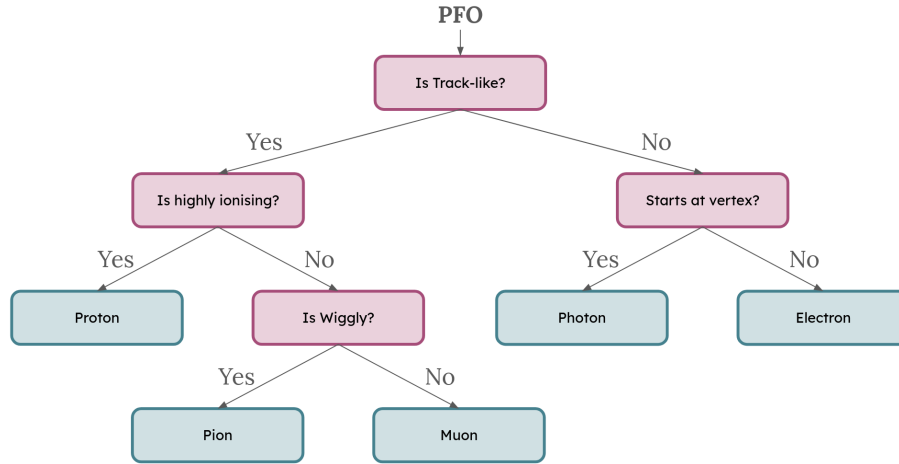 PFO
Is Track-like?
Yes
No
Is highly ionising?
Starts at vertex?
Yes
No
Yes
No
Proton
Is Wiggly?
Photon
Electron
Yes
No
Pion
Muon